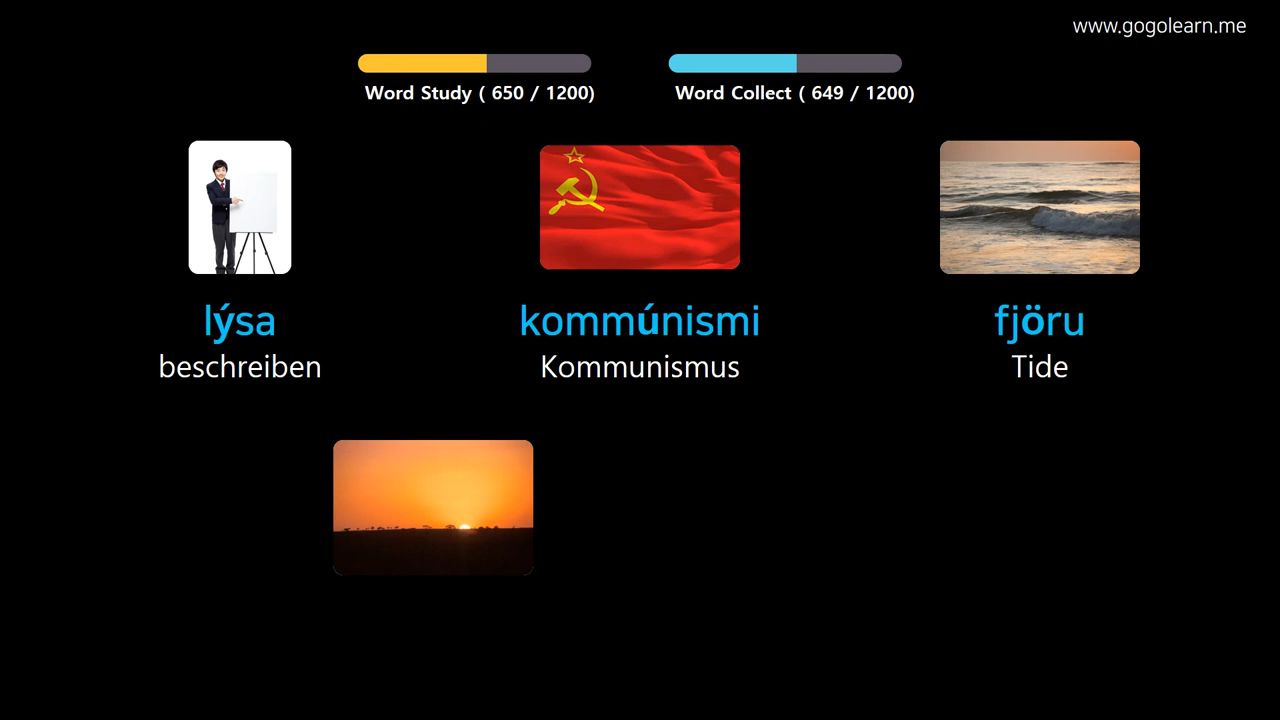 www.gogolearn.me
Word Study ( 650 / 1200)
Word Collect ( 649 / 1200)
lýsa
kommúnismi
fjöru
beschreiben
Kommunismus
Tide